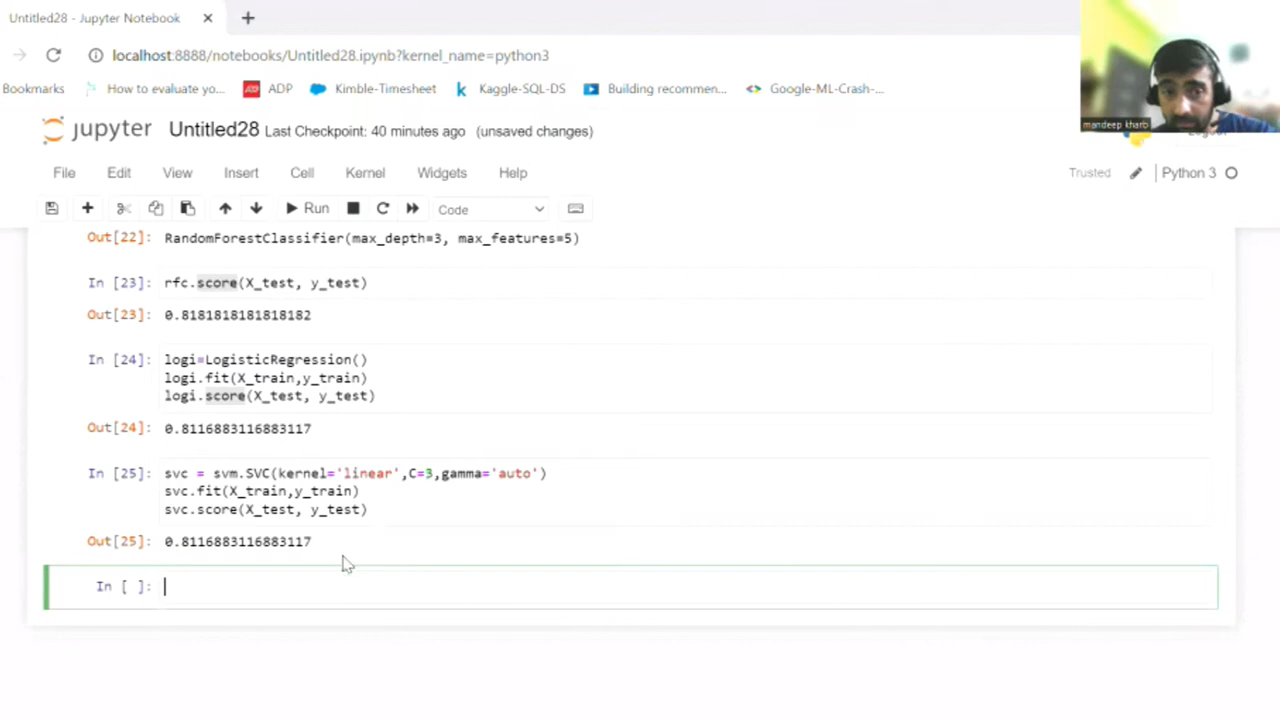 Untitled28 - Jupyter Notebook
localhost:8888/notebooks/Untitled28.ipynb?kernel_name=python3
Bookmarks How to evaluate yo... ADP Kimble-Timesheet Kaggle-SQL-DS Building recommen... Google-ML-Crash-...
mandeep kharb
jupyter Untitled28 Last Checkpoint: 40 minutes ago (unsaved changes)
File Edit View Insert Cell Kernel Widgets Help Trusted Python 3
Run Code
Out[22]: RandomForestClassifier(max_depth=3, max_features=5)
In [23]: rfc.score(X_test, y_test)
Out[23]: 0.8181818181818182
In [24]: logi=LogisticRegression()
logi.fit(X_train,y_train)
logi.score(X_test, y_test)
Out[24]: 0.8116883116883117
In [25]: svc = svm.SVC(kernel='linear',C=3,gamma='auto')
svc.fit(X_train,y_train)
svc.score(X_test, y_test)
Out[25]: 0.8116883116883117
In [ ]: